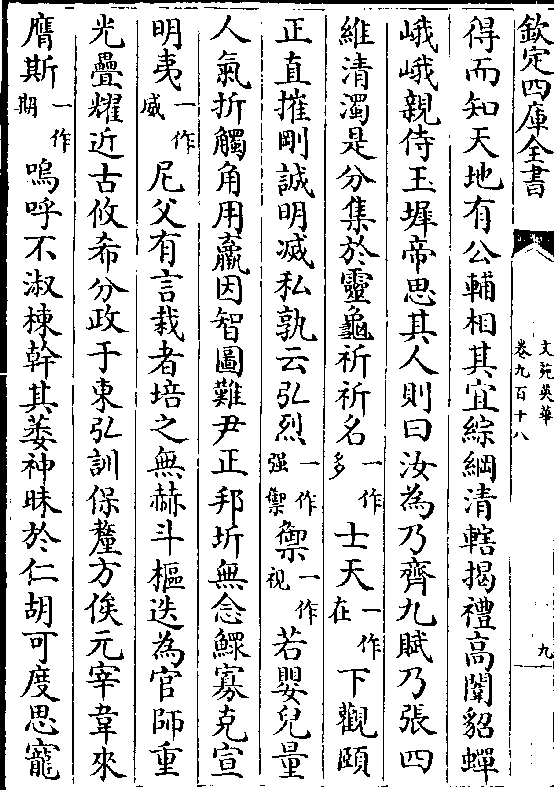 欽定四庫全書
文苑英華
卷九百十八
九
得而知天地有公輔相其宜綜綱清轄揭禮高闈貂蟬
峨峨親侍玉墀帝思其人則曰汝為乃齊九賦乃張四
維清濁是分集於靈龜祈祈名一作多士天一作在下觀頤
正直摧剛誠明滅私孰云弘烈一作强禦禦一作視若嬰兒量
人氣折觸角用羸因智圖難尹正邦圻無念鰥寡克宣
明夷一作威尼父有言栽者培之無赫斗樞迭為官師重
光疊耀近古攸希分政于東弘訓保釐方俟元宰韋來
膺斯一作期嗚呼不淑棟幹其萎神昧於仁胡可度思寵